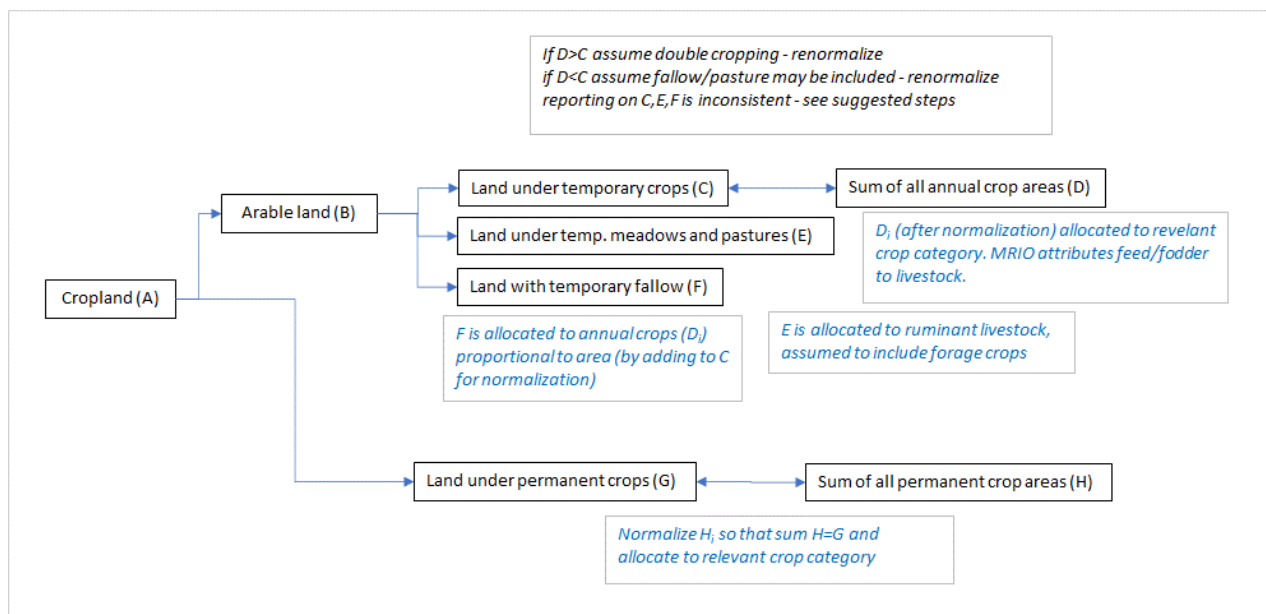 If D>C assume double cropping - renormalize
if D<C assume fallow/pasture may be included - renormalize
reporting on C,E,F is inconsistent - see suggested steps
Land under temporary crops (C)
Sum of all annual crop areas (D)
Arable land (B)
Land under temp. meadows and pastures (E)
Dᵢ (after normalization) allocated to revelant
crop category. MRIO attributes feed/fodder
to livestock.
Land with temporary fallow (F)
Cropland (A)
F is allocated to annual crops (Dᵢ)
proportional to area (by adding to C
for normalization)
E is allocated to ruminant livestock,
assumed to include forage crops
Land under permanent crops (G)
Sum of all permanent crop areas (H)
Normalize Hᵢ so that sum H=G and
allocate to relevant crop category